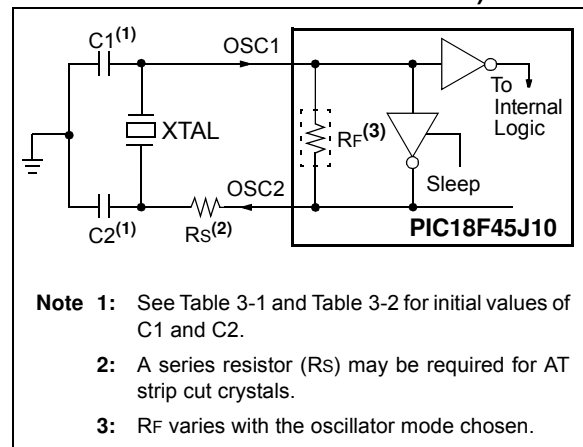 C1(1)
OSC1
To
Internal
Logic
XTAL
RF(3)
Sleep
OSC2
C2(1)
RS(2)
PIC18F45J10
Note 1: See Table 3-1 and Table 3-2 for initial values of
C1 and C2.
2: A series resistor (RS) may be required for AT
strip cut crystals.
3: RF varies with the oscillator mode chosen.